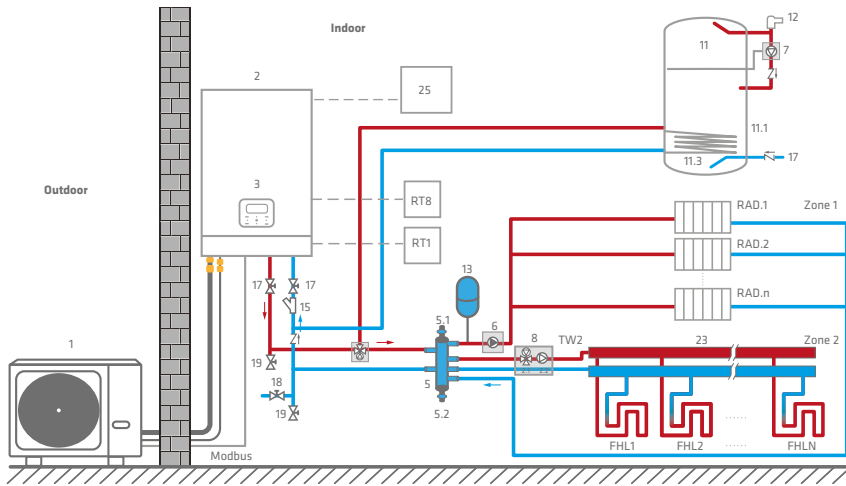 Indoor
12
2
11
7
25
11.1
11.3
17
Outdoor
3
RT8
RAD.1
Zone 1
RT1
RAD.2
13
17
17
15
RAD.n
5.1
6
8
1
TW2
23
Zone 2
19
5
18
5.2
19
FHL1
FHL2
FHLN
Modbus